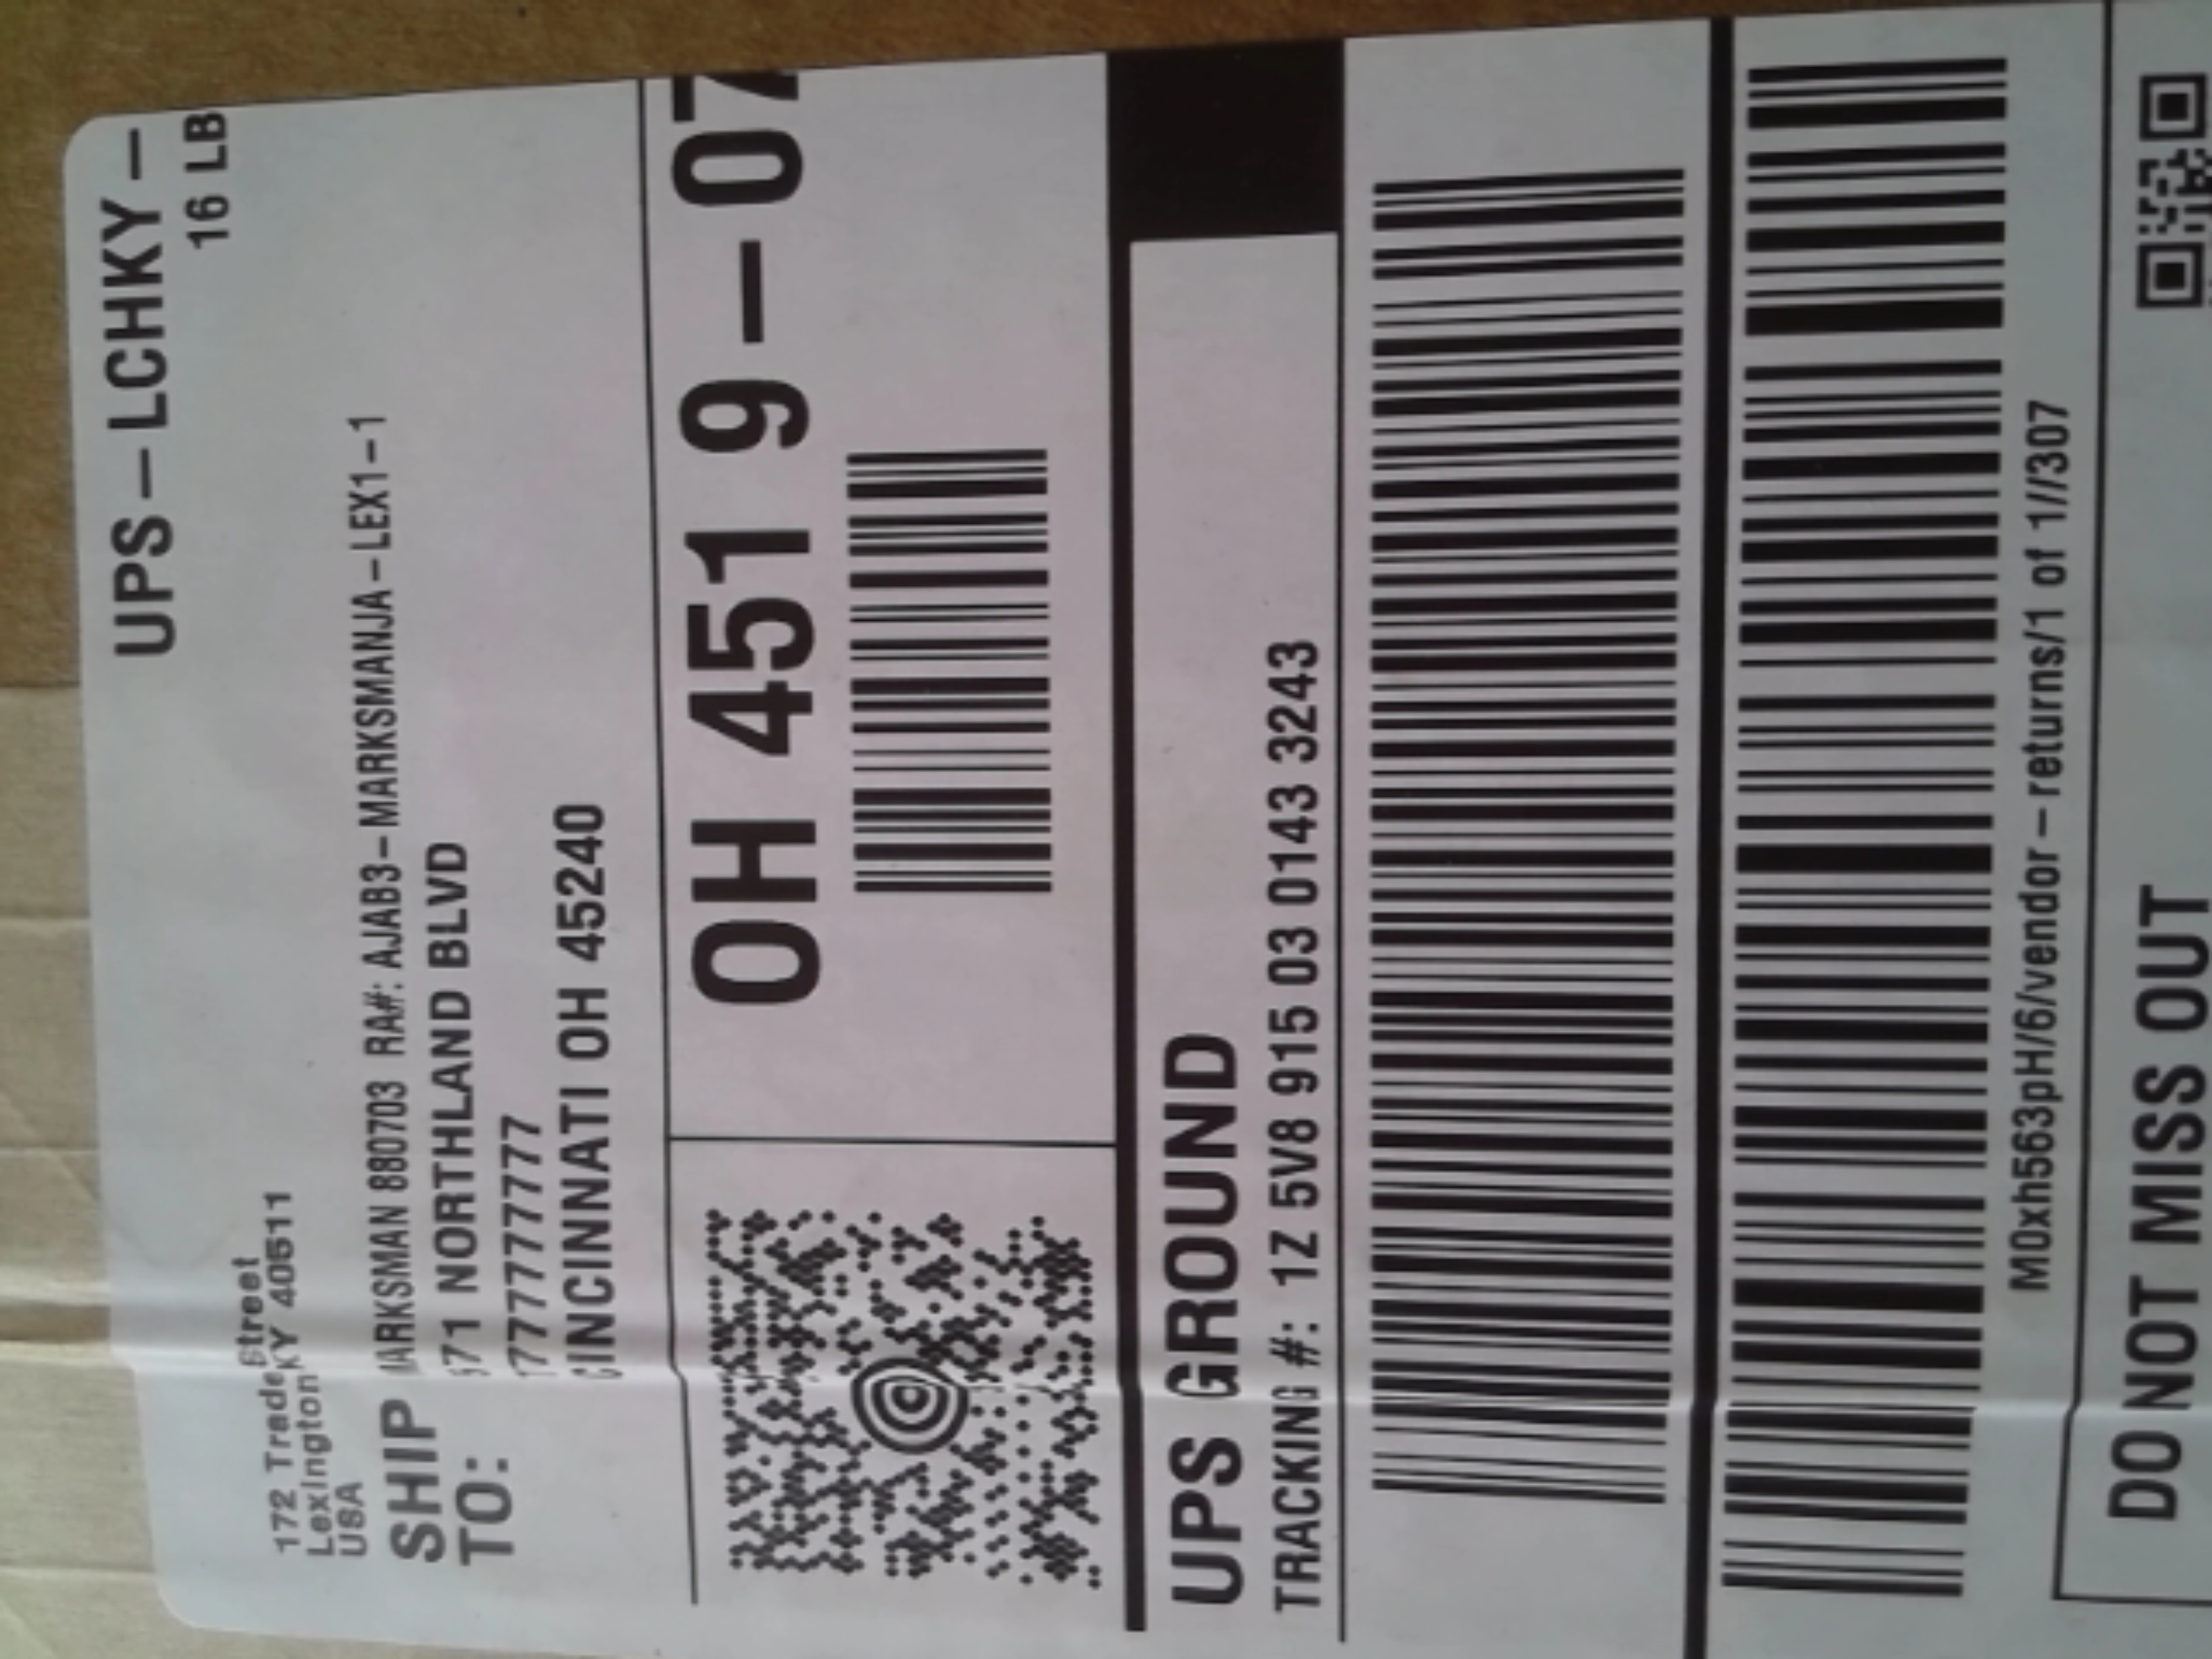 UPS-LCHKY-
16 LB
Street
172 Trade
Lexington KY 40511
USA
SHIP
TO:
MARKSMAN 880703 RA#: AJAB3-MARKSMANJA-LEX1-1
571 NORTHLAND BLVD
7777777777
CINCINNATI OH 45240
OH 451 9-07
UPS GROUND
TRACKING #: 1Z 5V8 915 03 0143 3243
M0xh563pH/6/vendor-returns/1 of 1//307
DO NOT MISS OUT